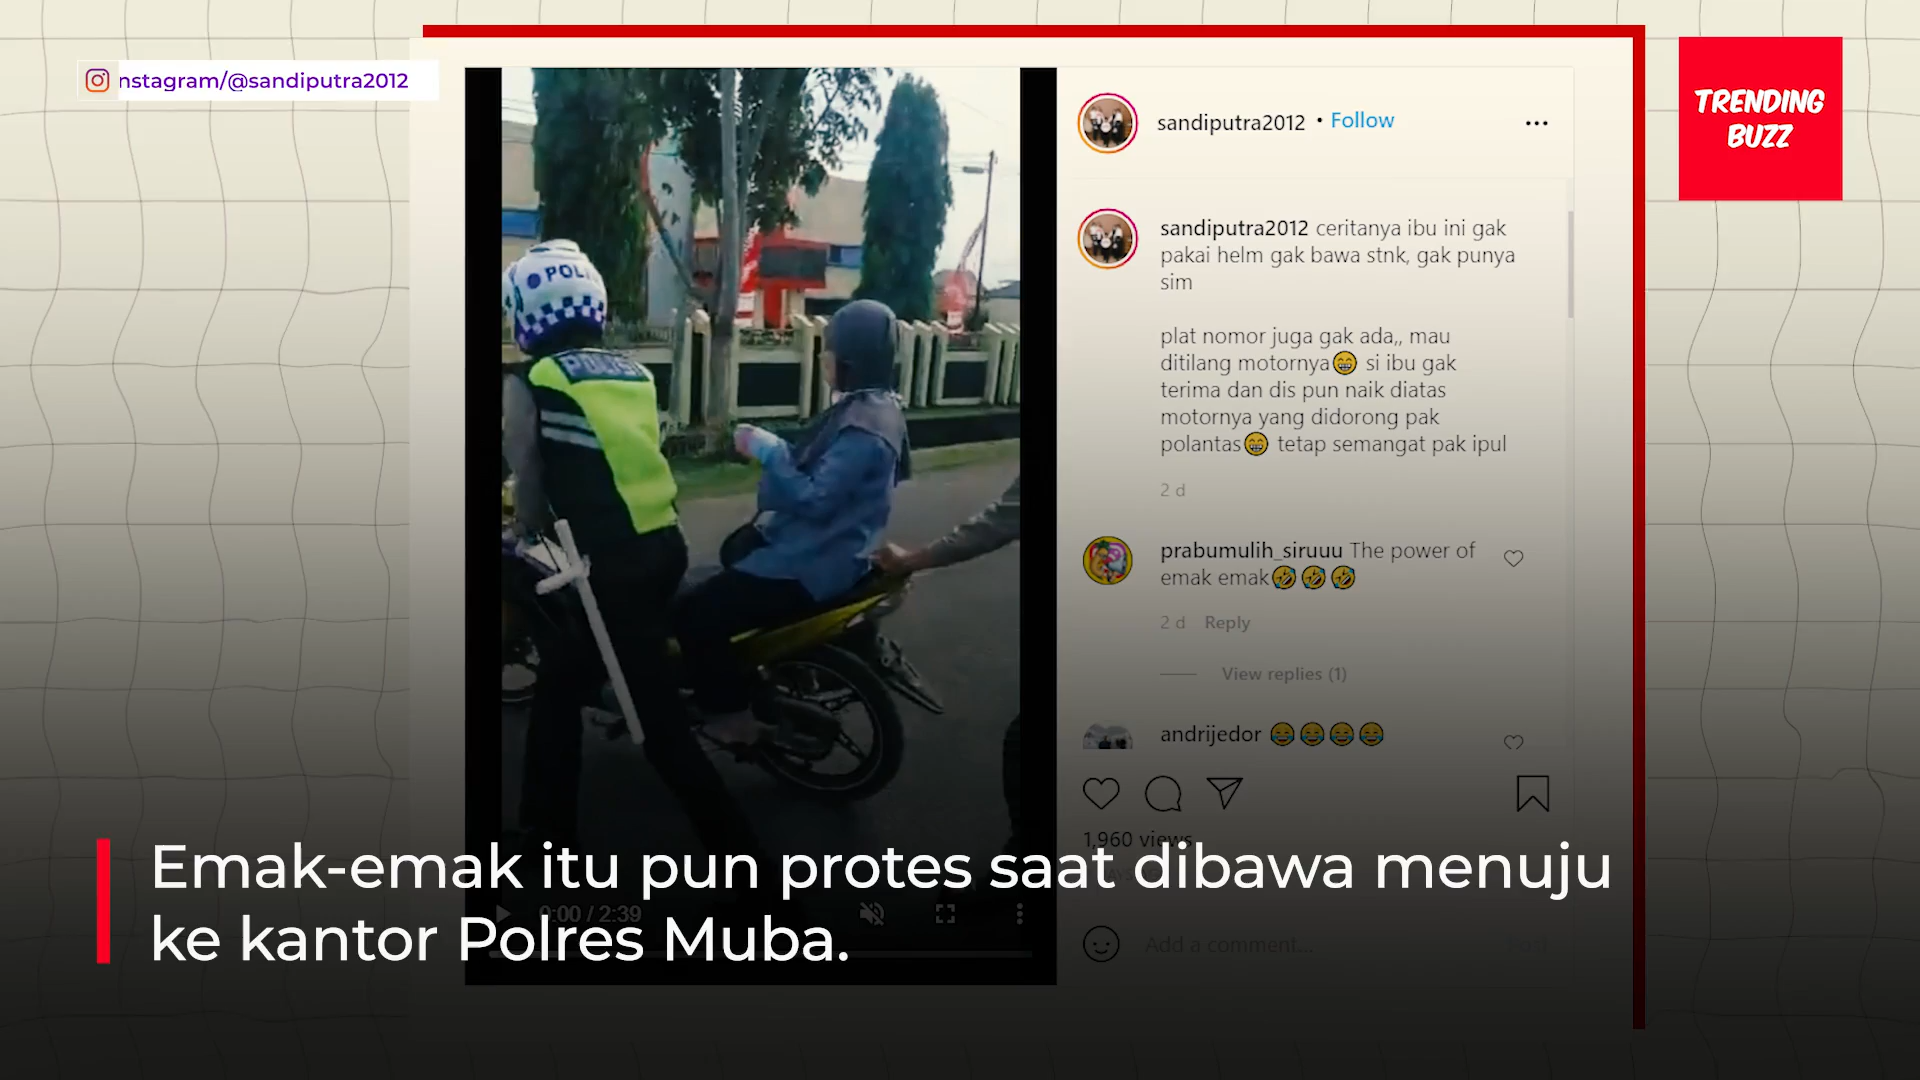 nstagram/@sandiputra2012
TRENDING
BUZZ
sandiputra2012 • Follow
sandiputra2012 ceritanya ibu ini gak
pakai helm gak bawa stnk, gak punya
sim
plat nomor juga gak ada,, mau
ditilang motornya😁 si ibu gak
terima dan dis pun naik diatas
motornya yang didorong pak
polantas😁 tetap semangat pak ipul
2 d
prabumulih_siruuu The power of
emak emak🤣🤣🤣
2 d Reply
View replies (1)
andrijedor 😂😂😂😂
1,960 views
Add a comment...
POLI
POLISI
0:00 / 2:39
Emak-emak itu pun protes saat dibawa menuju
ke kantor Polres Muba.